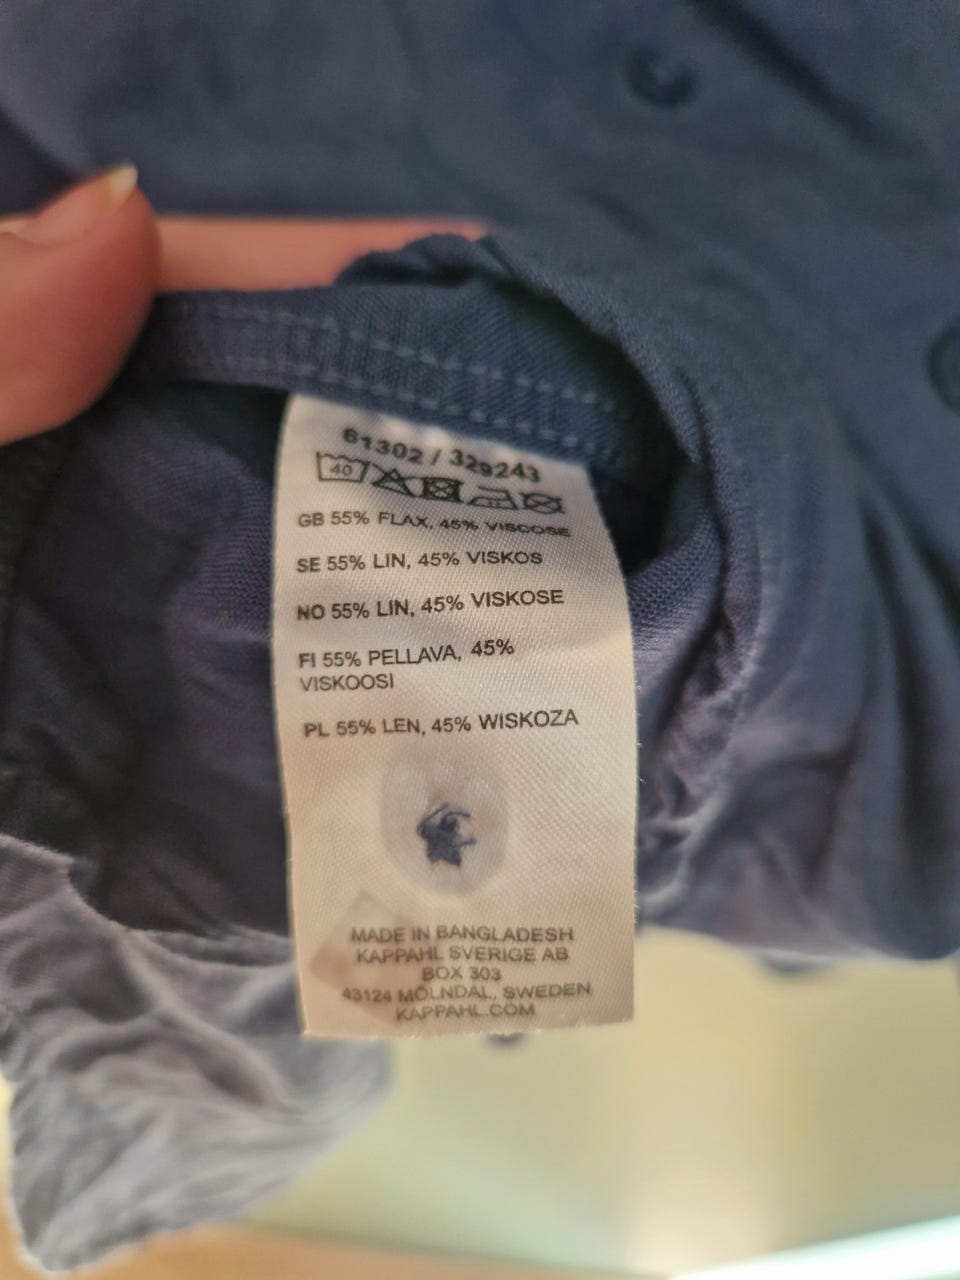 61302 / 329243
40
GB 55% FLAX, 45% VISCOSE
SE 55% LIN, 45% VISKOS
NO 55% LIN, 45% VISKOSE
FI 55% PELLAVA, 45%
VISKOOSI
PL 55% LEN, 45% WISKOZA
MADE IN BANGLADESH
KAPPAHL SVERIGE AB
BOX 303
43124 MÖLNDAL, SWEDEN
KAPPAHL.COM